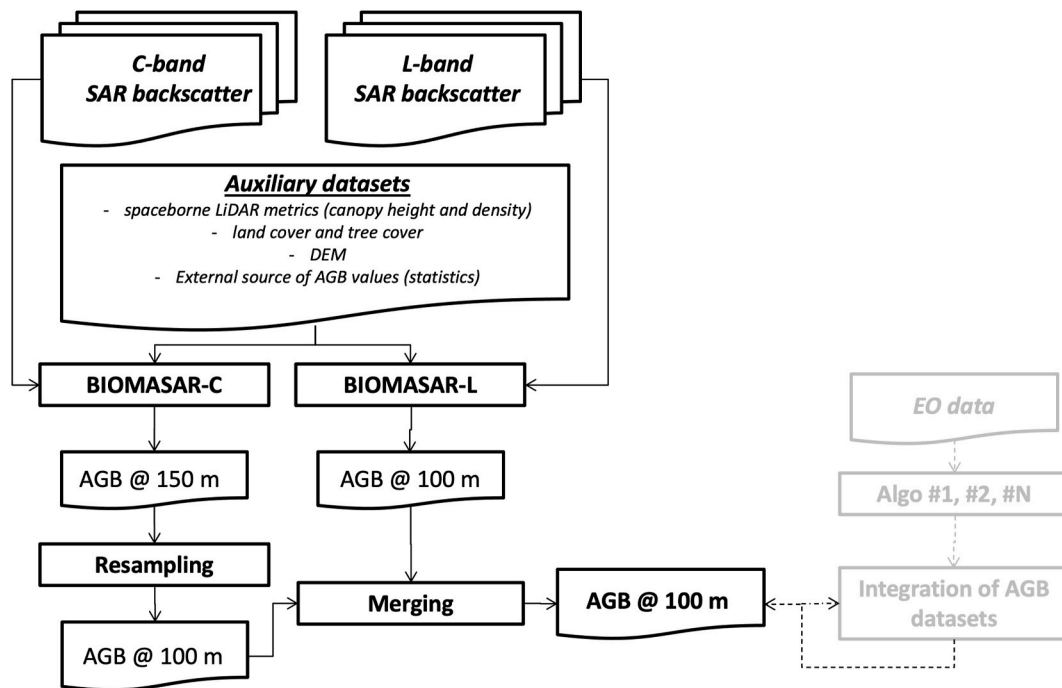 C-band
SAR backscatter
L-band
SAR backscatter
Auxiliary datasets
- spaceborne LiDAR metrics (canopy height and density)
- land cover and tree cover
- DEM
- External source of AGB values (statistics)
BIOMASAR-C
BIOMASAR-L
EO data
AGB @ 150 m
AGB @ 100 m
Algo #1, #2, #N
Resampling
Merging
AGB @ 100 m
Integration of AGB
datasets
AGB @ 100 m